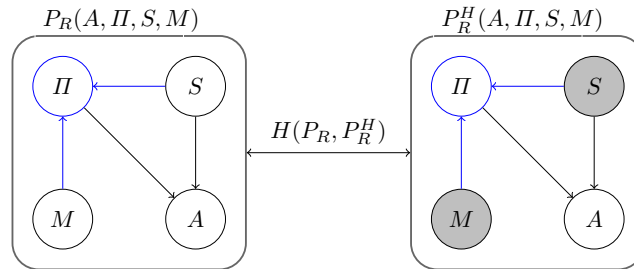 P_R(A, Π, S, M)
P_R^H(A, Π, S, M)
Π
S
Π
S
H(P_R, P_R^H)
M
A
M
A